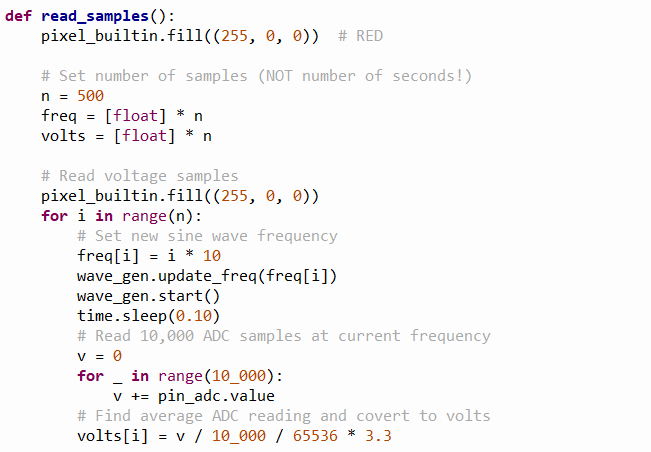 def read_samples():
    pixel_builtin.fill((255, 0, 0))  # RED

    # Set number of samples (NOT number of seconds!)
    n = 500
    freq = [float] * n
    volts = [float] * n

    # Read voltage samples
    pixel_builtin.fill((255, 0, 0))
    for i in range(n):
        # Set new sine wave frequency
        freq[i] = i * 10
        wave_gen.update_freq(freq[i])
        wave_gen.start()
        time.sleep(0.10)
        # Read 10,000 ADC samples at current frequency
        v = 0
        for _ in range(10_000):
            v += pin_adc.value
        # Find average ADC reading and covert to volts
        volts[i] = v / 10_000 / 65536 * 3.3